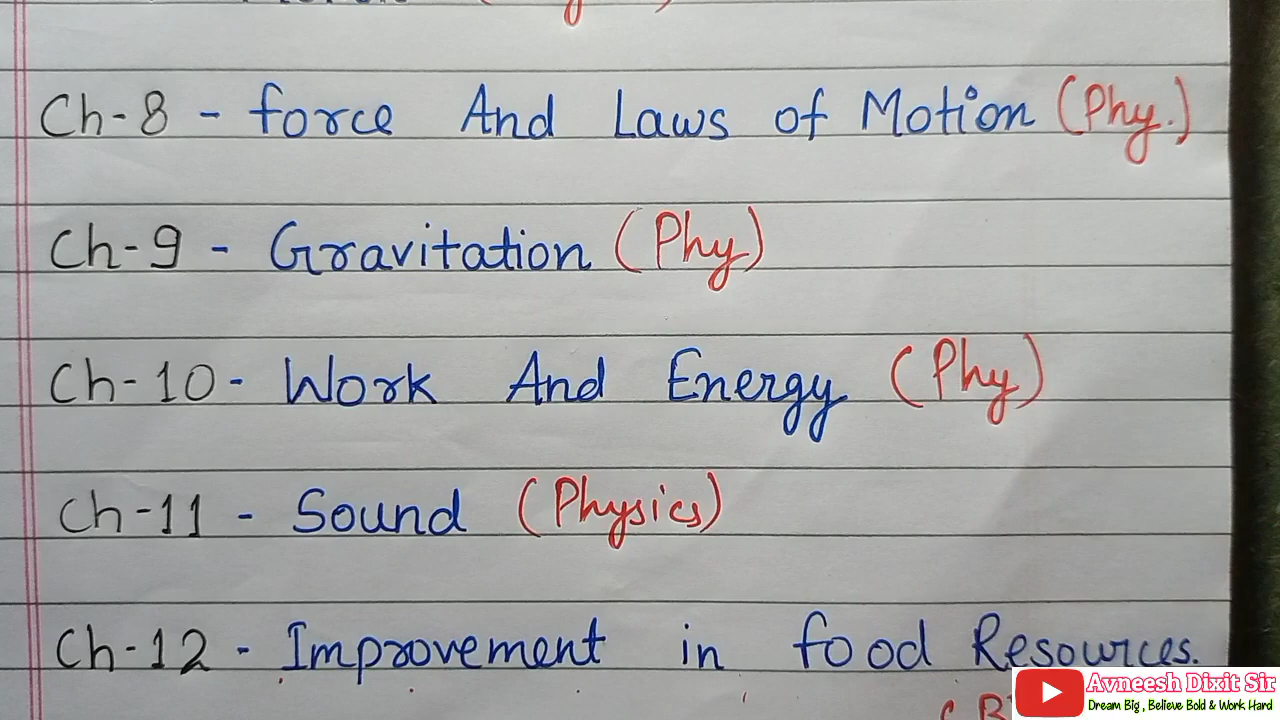 Ch-8 - force And Laws of Motion (Phy.)
Ch-9 - Gravitation (Phy)
Ch-10 - Work And Energy (Phy)
Ch-11 - Sound (Physics)
Ch-12 - Improvement in food Resources.
Avneesh Dixit Sir
Dream Big , Believe Bold & Work Hard